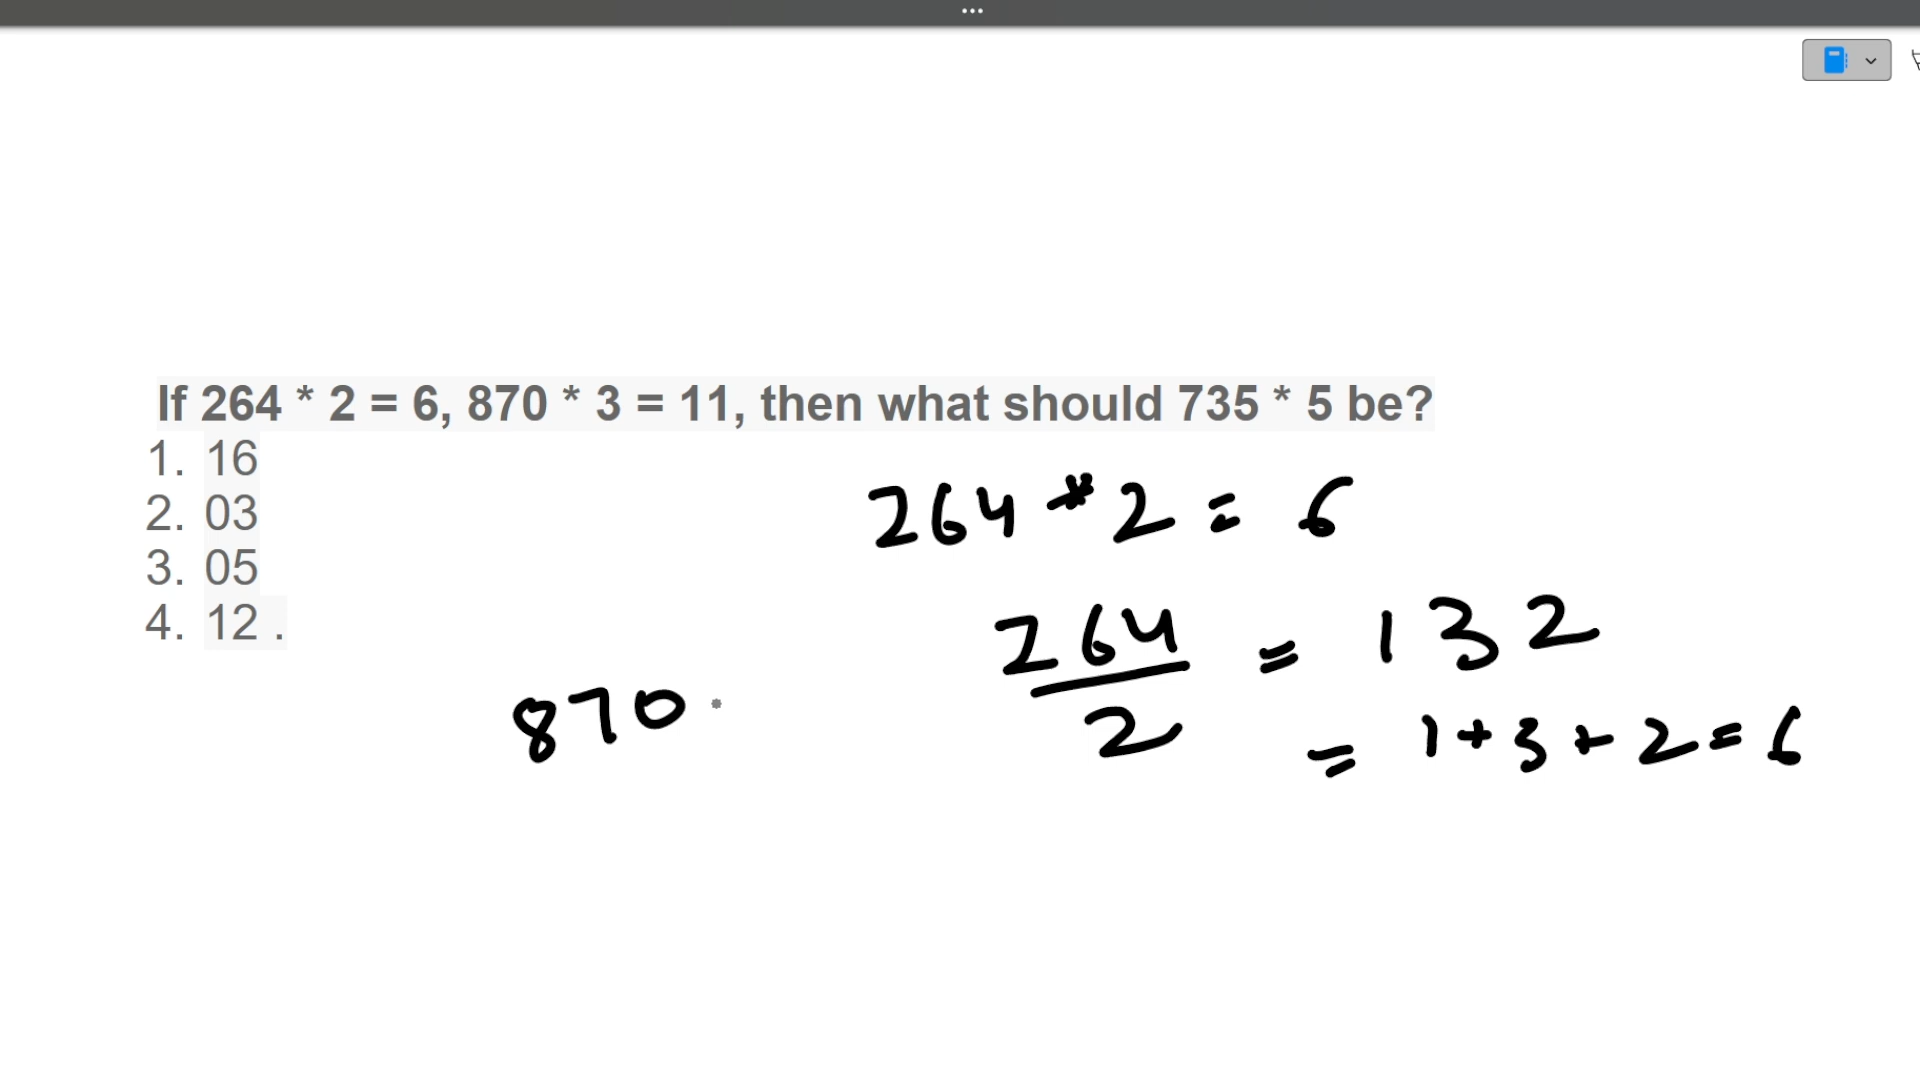 If 264 * 2 = 6, 870 * 3 = 11, then what should 735 * 5 be?
1. 16
2. 03
3. 05
4. 12 .
264 * 2 = 6
264 / 2 = 132
= 1 + 3 + 2 = 6
870